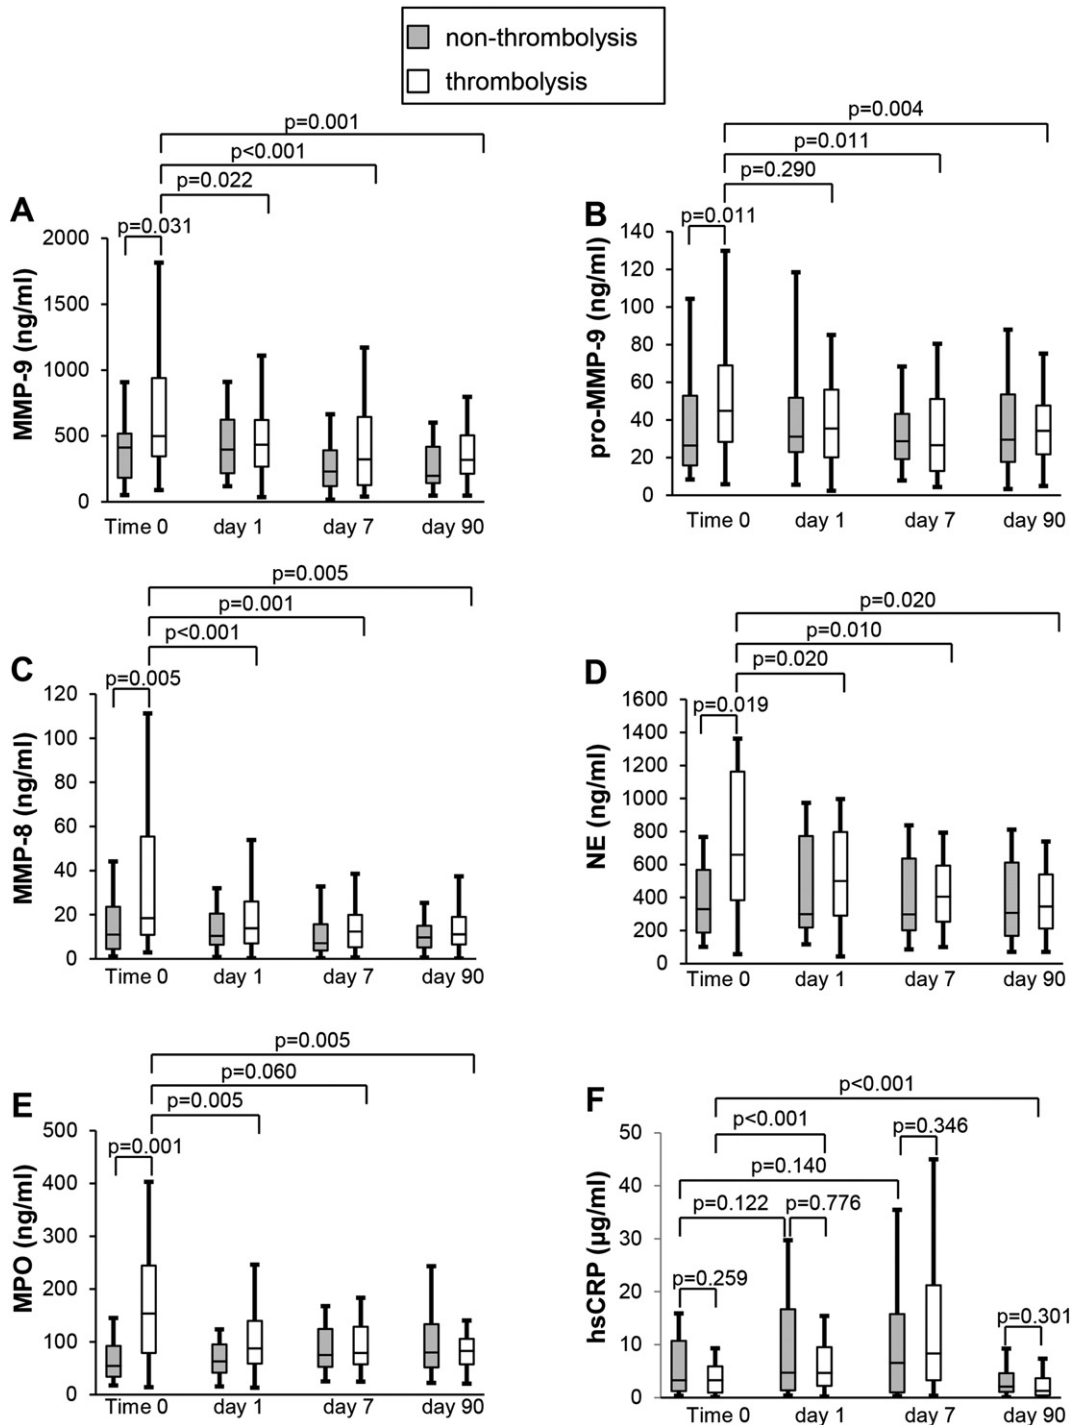 non-thrombolysis
thrombolysis
p=0.001
p<0.001
p=0.022
A
p=0.031
2000
1500
1000
500
0
MMP-9 (ng/ml)
Time 0 day 1 day 7 day 90
p=0.004
p=0.011
p=0.290
B
p=0.011
140
120
100
80
60
40
20
0
pro-MMP-9 (ng/ml)
Time 0 day 1 day 7 day 90
p=0.005
p=0.001
p<0.001
C
p=0.005
120
100
80
60
40
20
0
MMP-8 (ng/ml)
Time 0 day 1 day 7 day 90
p=0.020
p=0.010
p=0.020
D
p=0.019
1600
1400
1200
1000
800
600
400
200
0
NE (ng/ml)
Time 0 day 1 day 7 day 90
p=0.005
p=0.060
p=0.005
E
p=0.001
500
400
300
200
100
0
MPO (ng/ml)
Time 0 day 1 day 7 day 90
F
p<0.001
p<0.001
p=0.346
p=0.140
p=0.122 p=0.776
p=0.259
p=0.301
50
40
30
20
10
0
hsCRP (µg/ml)
Time 0 day 1 day 7 day 90